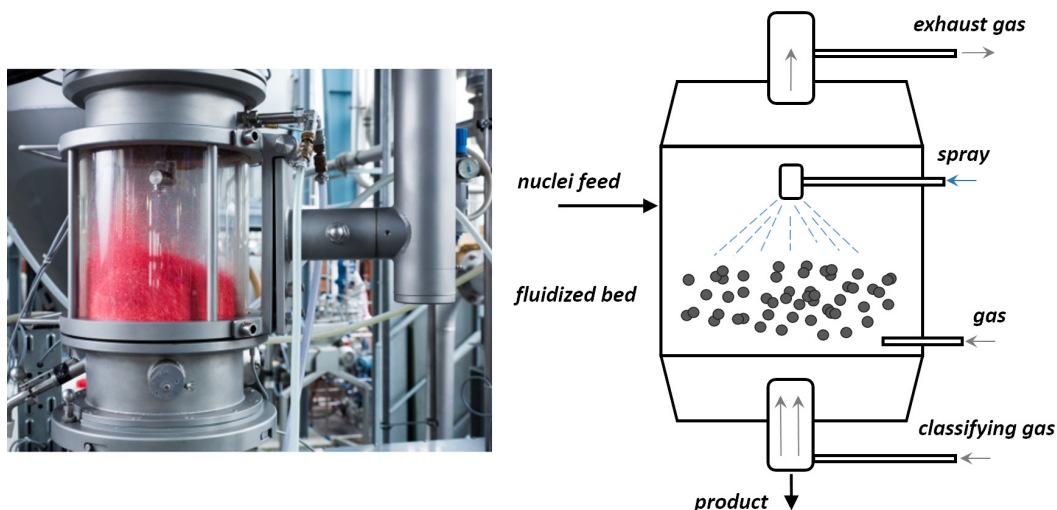 exhaust gas
spray
nuclei feed
fluidized bed
gas
classifying gas
product